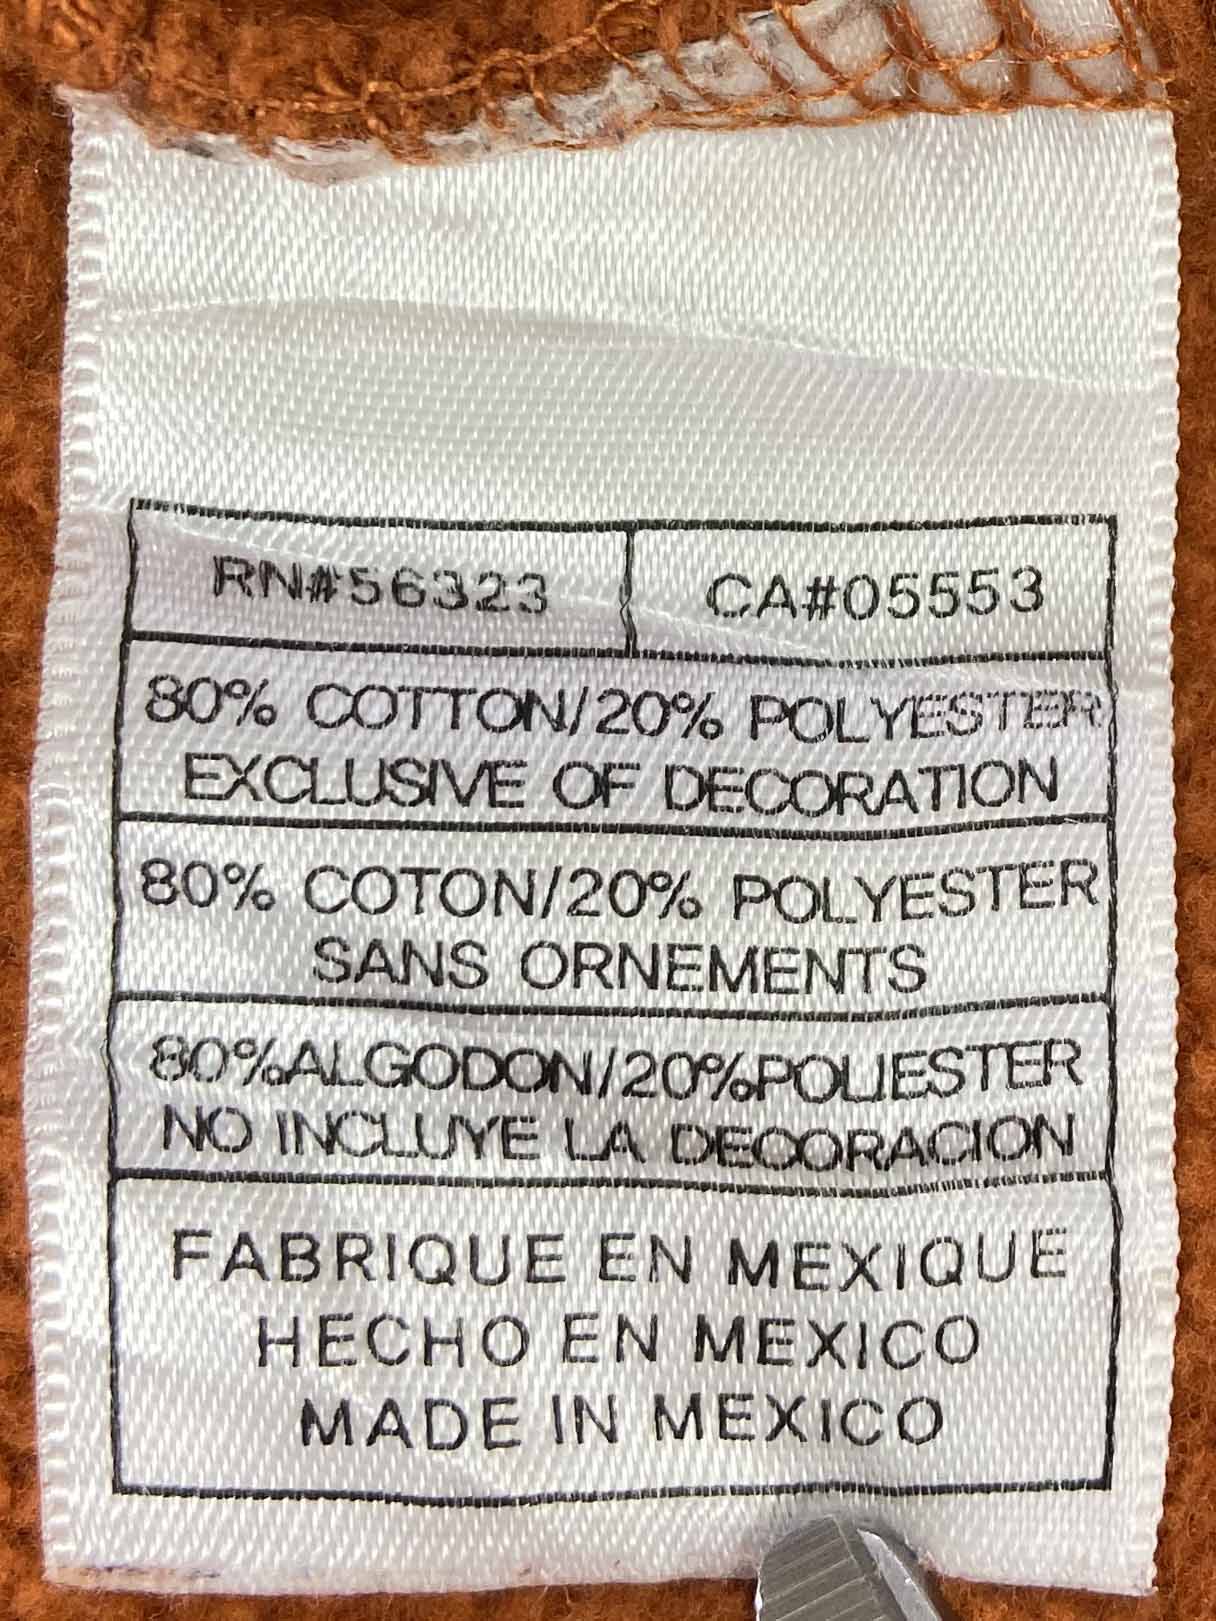 RN#56323 CA#05553
80% COTTON/20% POLYESTER
EXCLUSIVE OF DECORATION
80% COTON/20% POLYESTER
SANS ORNEMENTS
80%ALGODON/20%POLIESTER
NO INCLUYE LA DECORACION
FABRIQUE EN MEXIQUE
HECHO EN MEXICO
MADE IN MEXICO